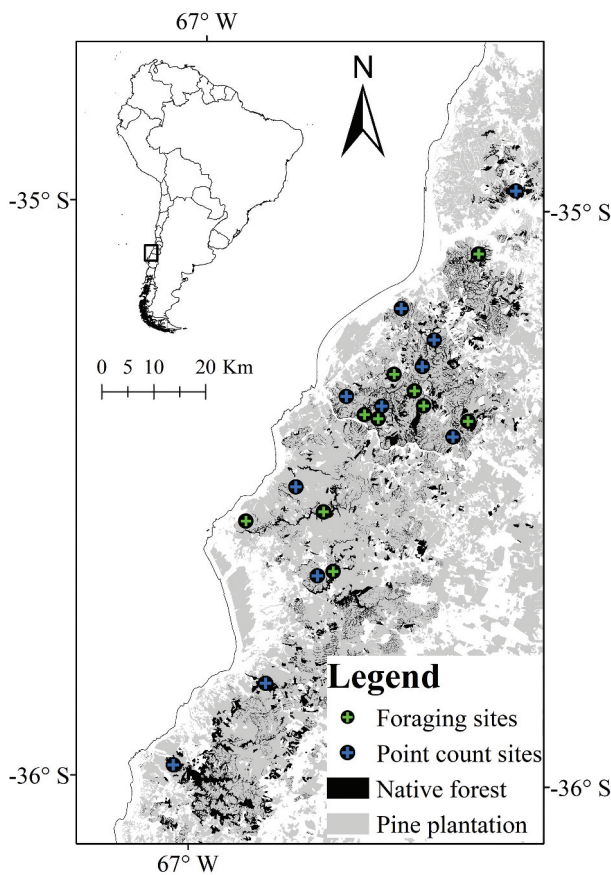 67° W
N
-35° S
-35° S
0 5 10 20 Km
Legend
Foraging sites
Point count sites
Native forest
Pine plantation
-36° S
-36° S
67° W